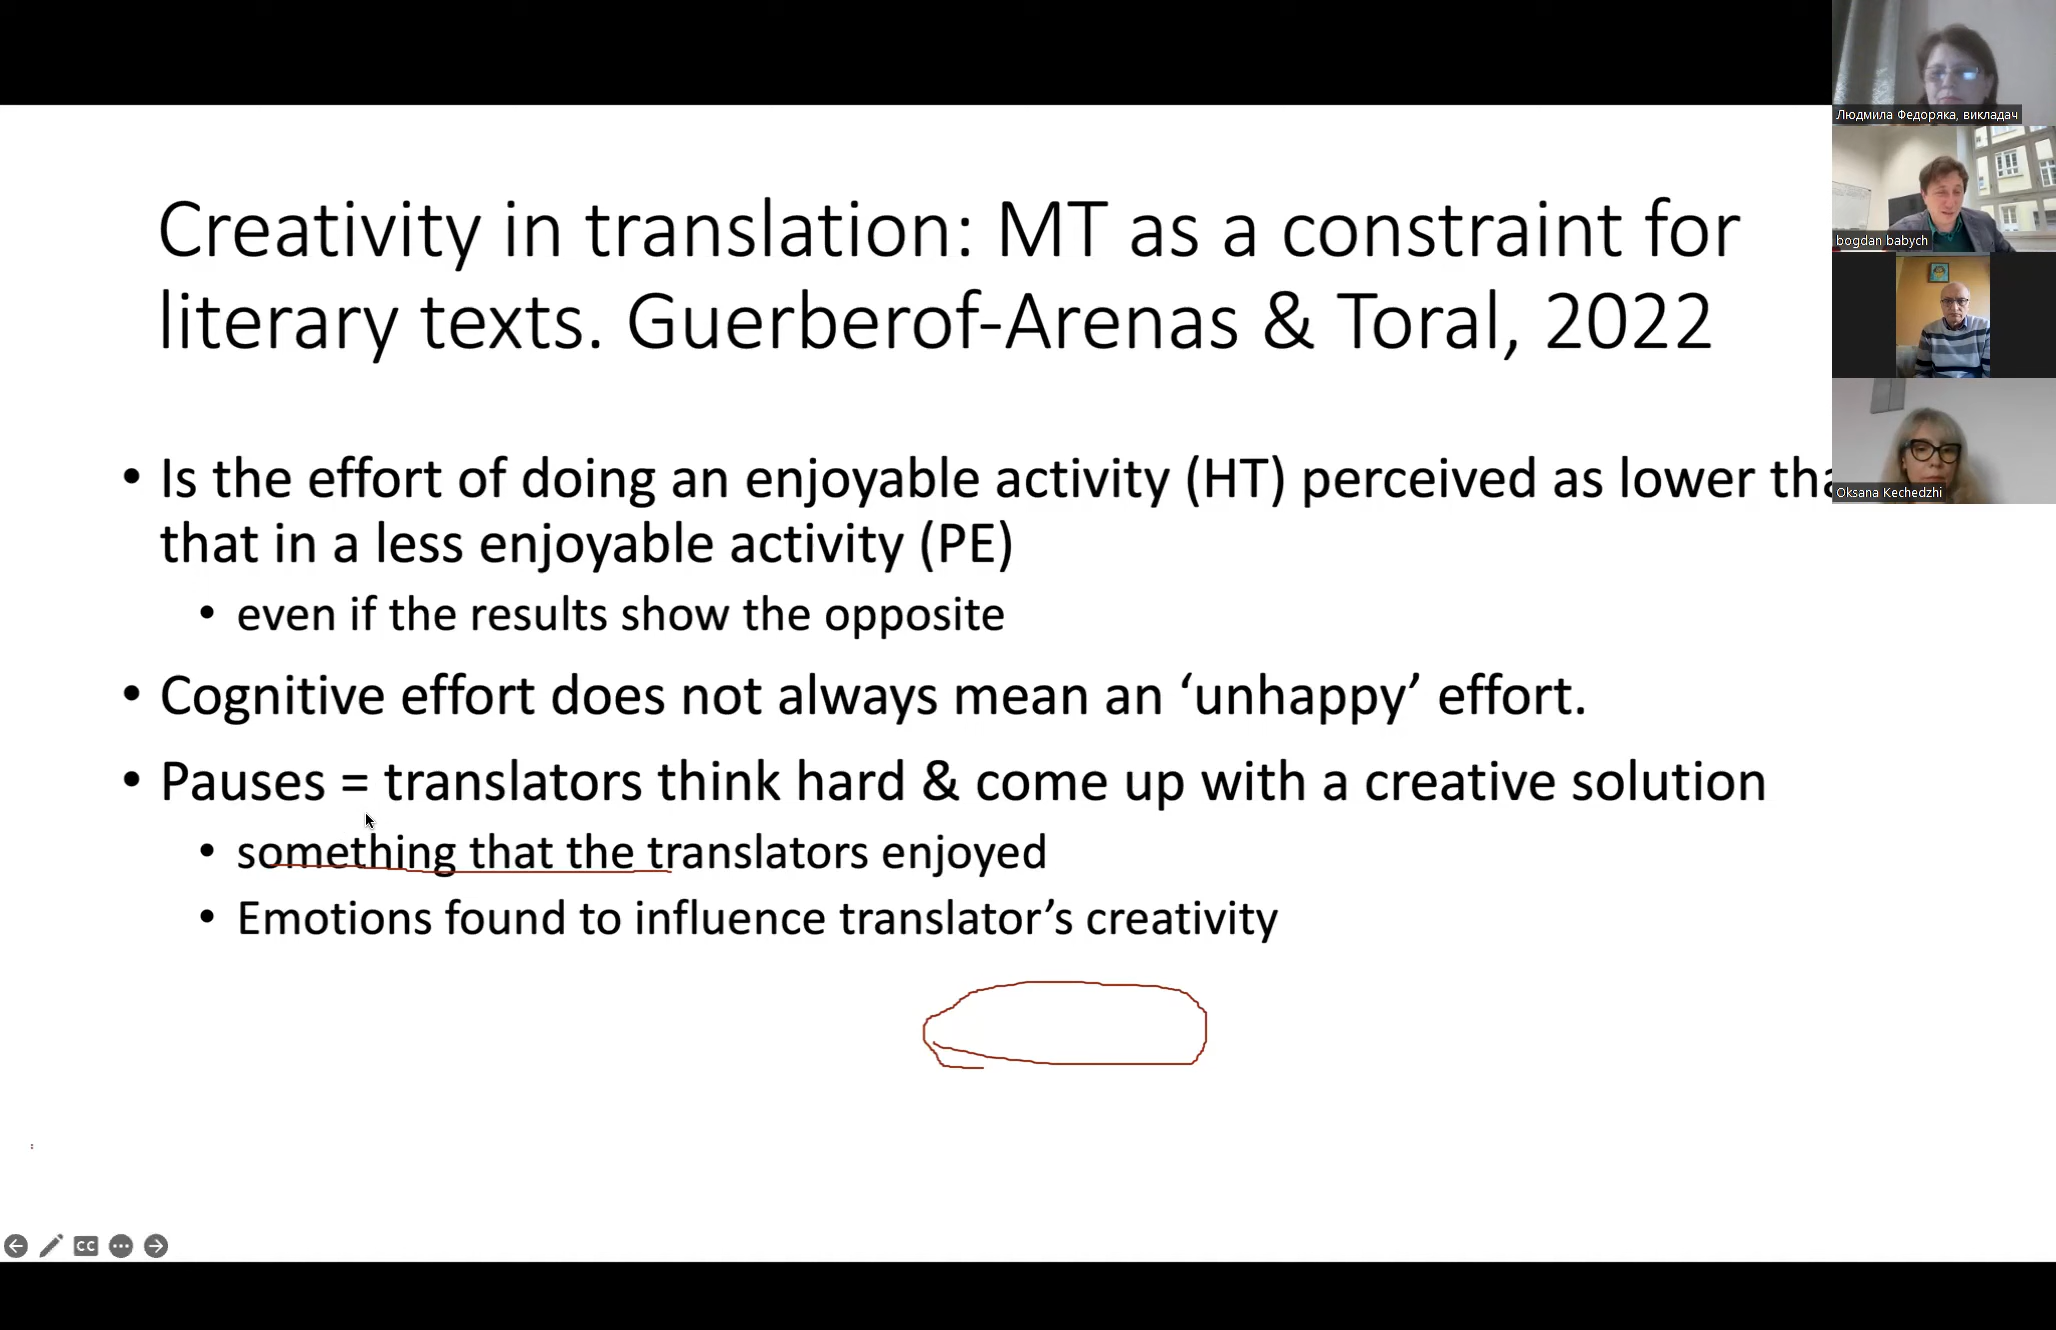 Creativity in translation: MT as a constraint for
literary texts. Guerberof-Arenas & Toral, 2022
• Is the effort of doing an enjoyable activity (HT) perceived as lower
that in a less enjoyable activity (PE)
• even if the results show the opposite
• Cognitive effort does not always mean an ‘unhappy’ effort.
• Pauses = translators think hard & come up with a creative solution
• something that the translators enjoyed
• Emotions found to influence translator’s creativity
CC
Людмила Федоряка, викладач
bogdan babych
Oksana Kechedzhi